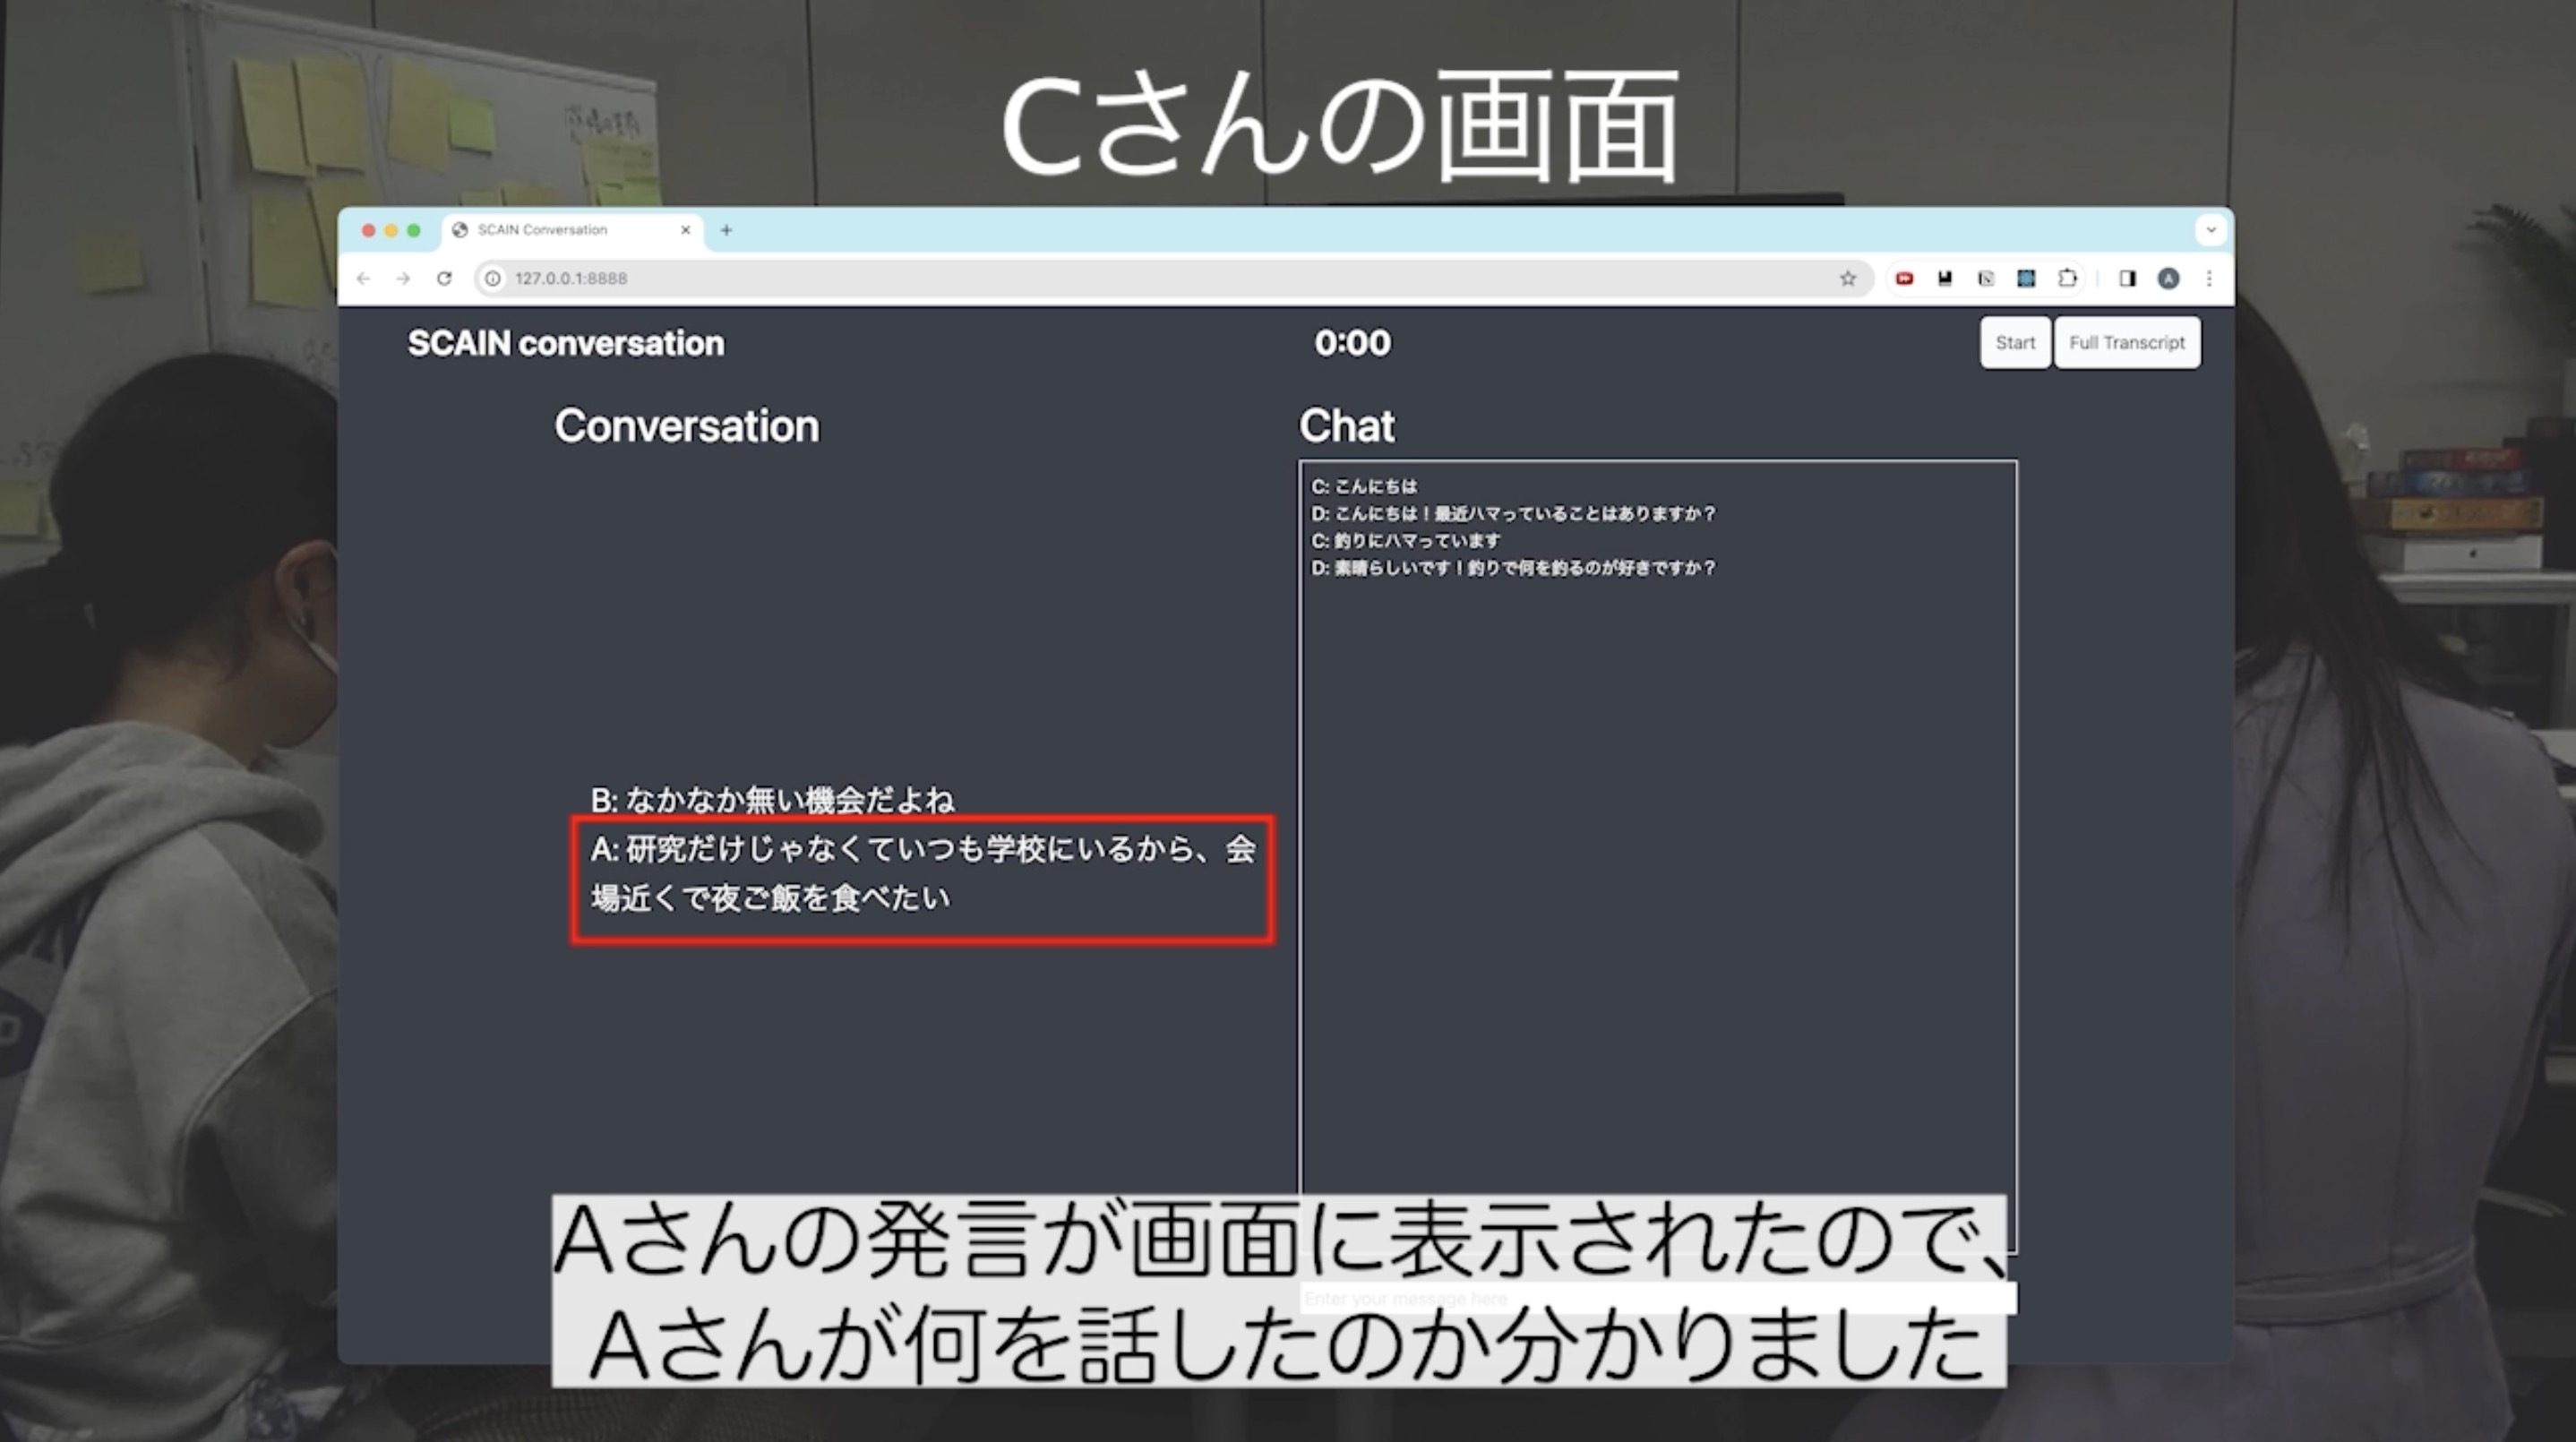 Cさんの画面
SCAIN Conversation
127.0.0.1:8888
A
SCAIN conversation
0:00
Start
Full Transcript
Conversation
B: なかなか無い機会だよね
A: 研究だけじゃなくていつも学校にいるから、会
場近くで夜ご飯を食べたい
Chat
C: こんにちは
D: こんにちは！最近ハマっていることはありますか？
C: 釣りにハマっています
D: 素晴らしいです！釣りで何を釣るのが好きですか？
Enter your message here
Aさんの発言が画面に表示されたので、
Aさんが何を話したのか分かりました